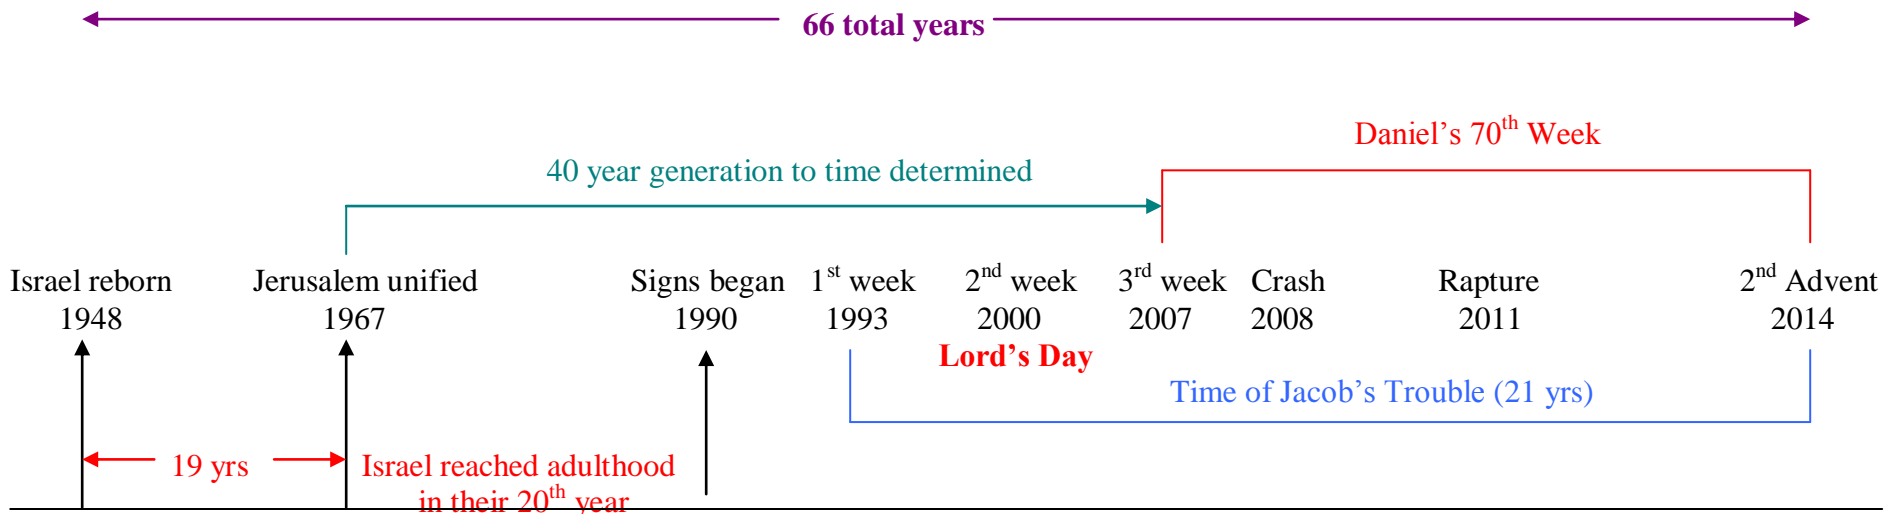 66 total years
Daniel’s 70th Week
40 year generation to time determined
Israel reborn Jerusalem unified Signs began 1st week 2nd week 3rd week Crash Rapture 2nd Advent
1948 1967 1990 1993 2000 2007 2008 2011 2014
Lord’s Day
Time of Jacob’s Trouble (21 yrs)
19 yrs Israel reached adulthood
in their 20th year